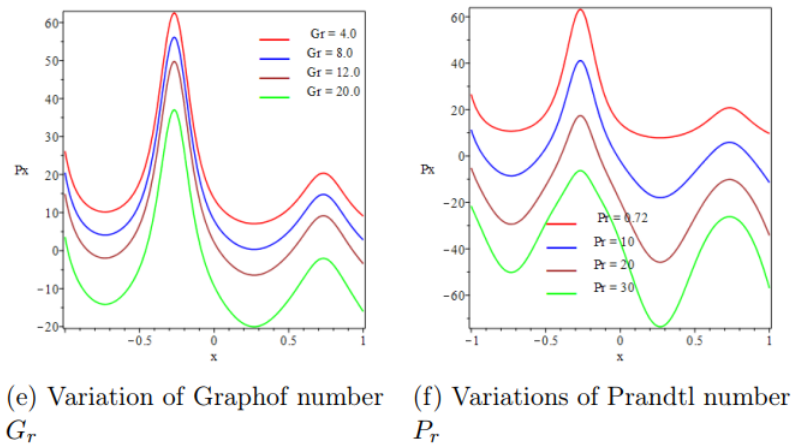 60
50
40
30
20
10
0
−10
−20
Px
−0.5
0
0.5
1
x
Gr = 4.0
Gr = 8.0
Gr = 12.0
Gr = 20.0
60
40
20
0
−20
−40
−60
Px
−1
−0.5
0
0.5
1
x
Pr = 0.72
Pr = 10
Pr = 20
Pr = 30
(e) Variation of Graphof number
G_r
(f) Variations of Prandtl number
P_r